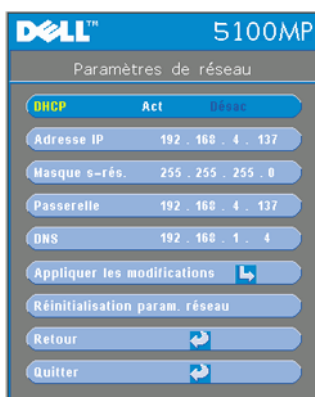 DELL™ 5100MP
Paramètres de réseau
DHCP Act Désac
Adresse IP 192 . 168 . 4 . 137
Masque s-rés. 255 . 255 . 255 . 0
Passerelle 192 . 168 . 4 . 137
DNS 192 . 168 . 1 . 4
Appliquer les modifications
Réinitialisation param. réseau
Retour
Quitter